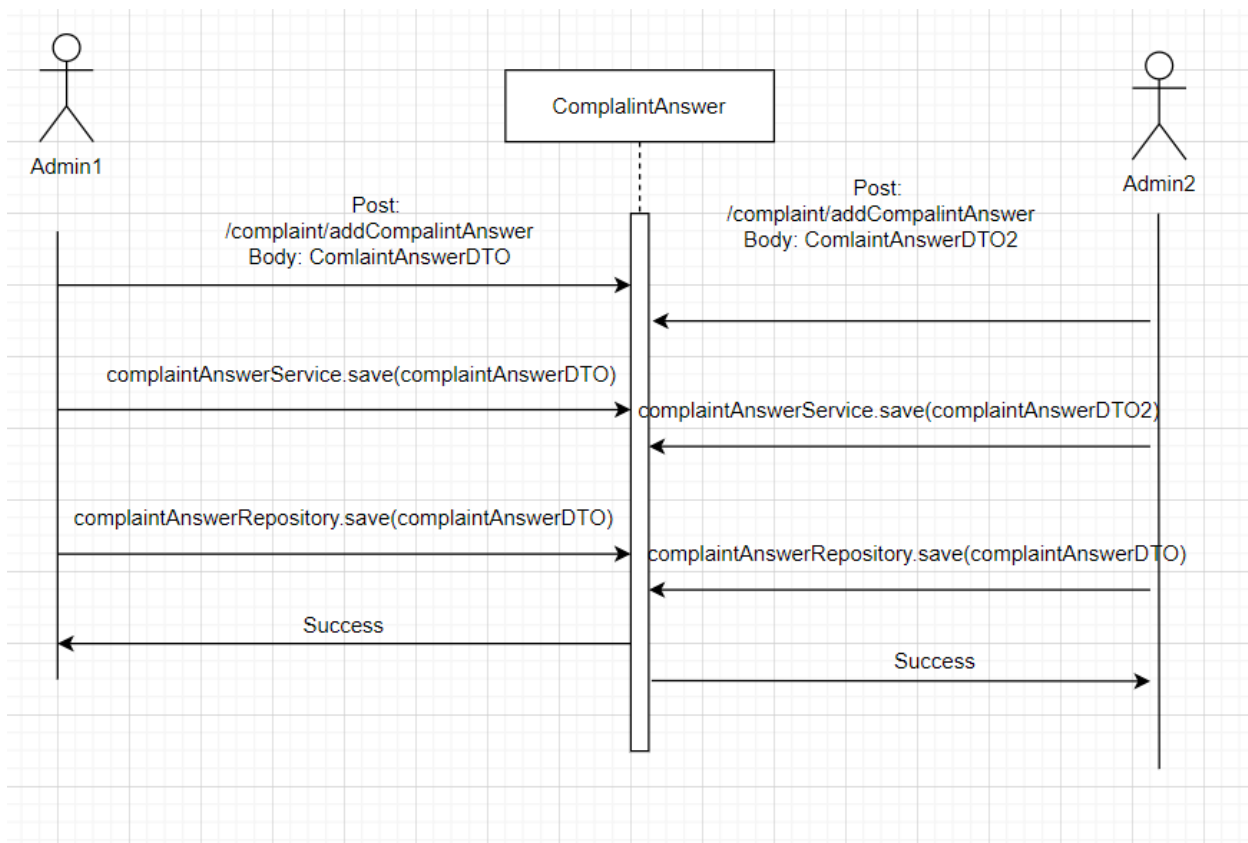 ComplalintAnswer
Admin1
Admin2
Post:
/complaint/addCompalintAnswer
Body: ComlaintAnswerDTO
Post:
/complaint/addCompalintAnswer
Body: ComlaintAnswerDTO2
complaintAnswerService.save(complaintAnswerDTO)
complaintAnswerService.save(complaintAnswerDTO2)
complaintAnswerRepository.save(complaintAnswerDTO)
complaintAnswerRepository.save(complaintAnswerDTO)
Success
Success